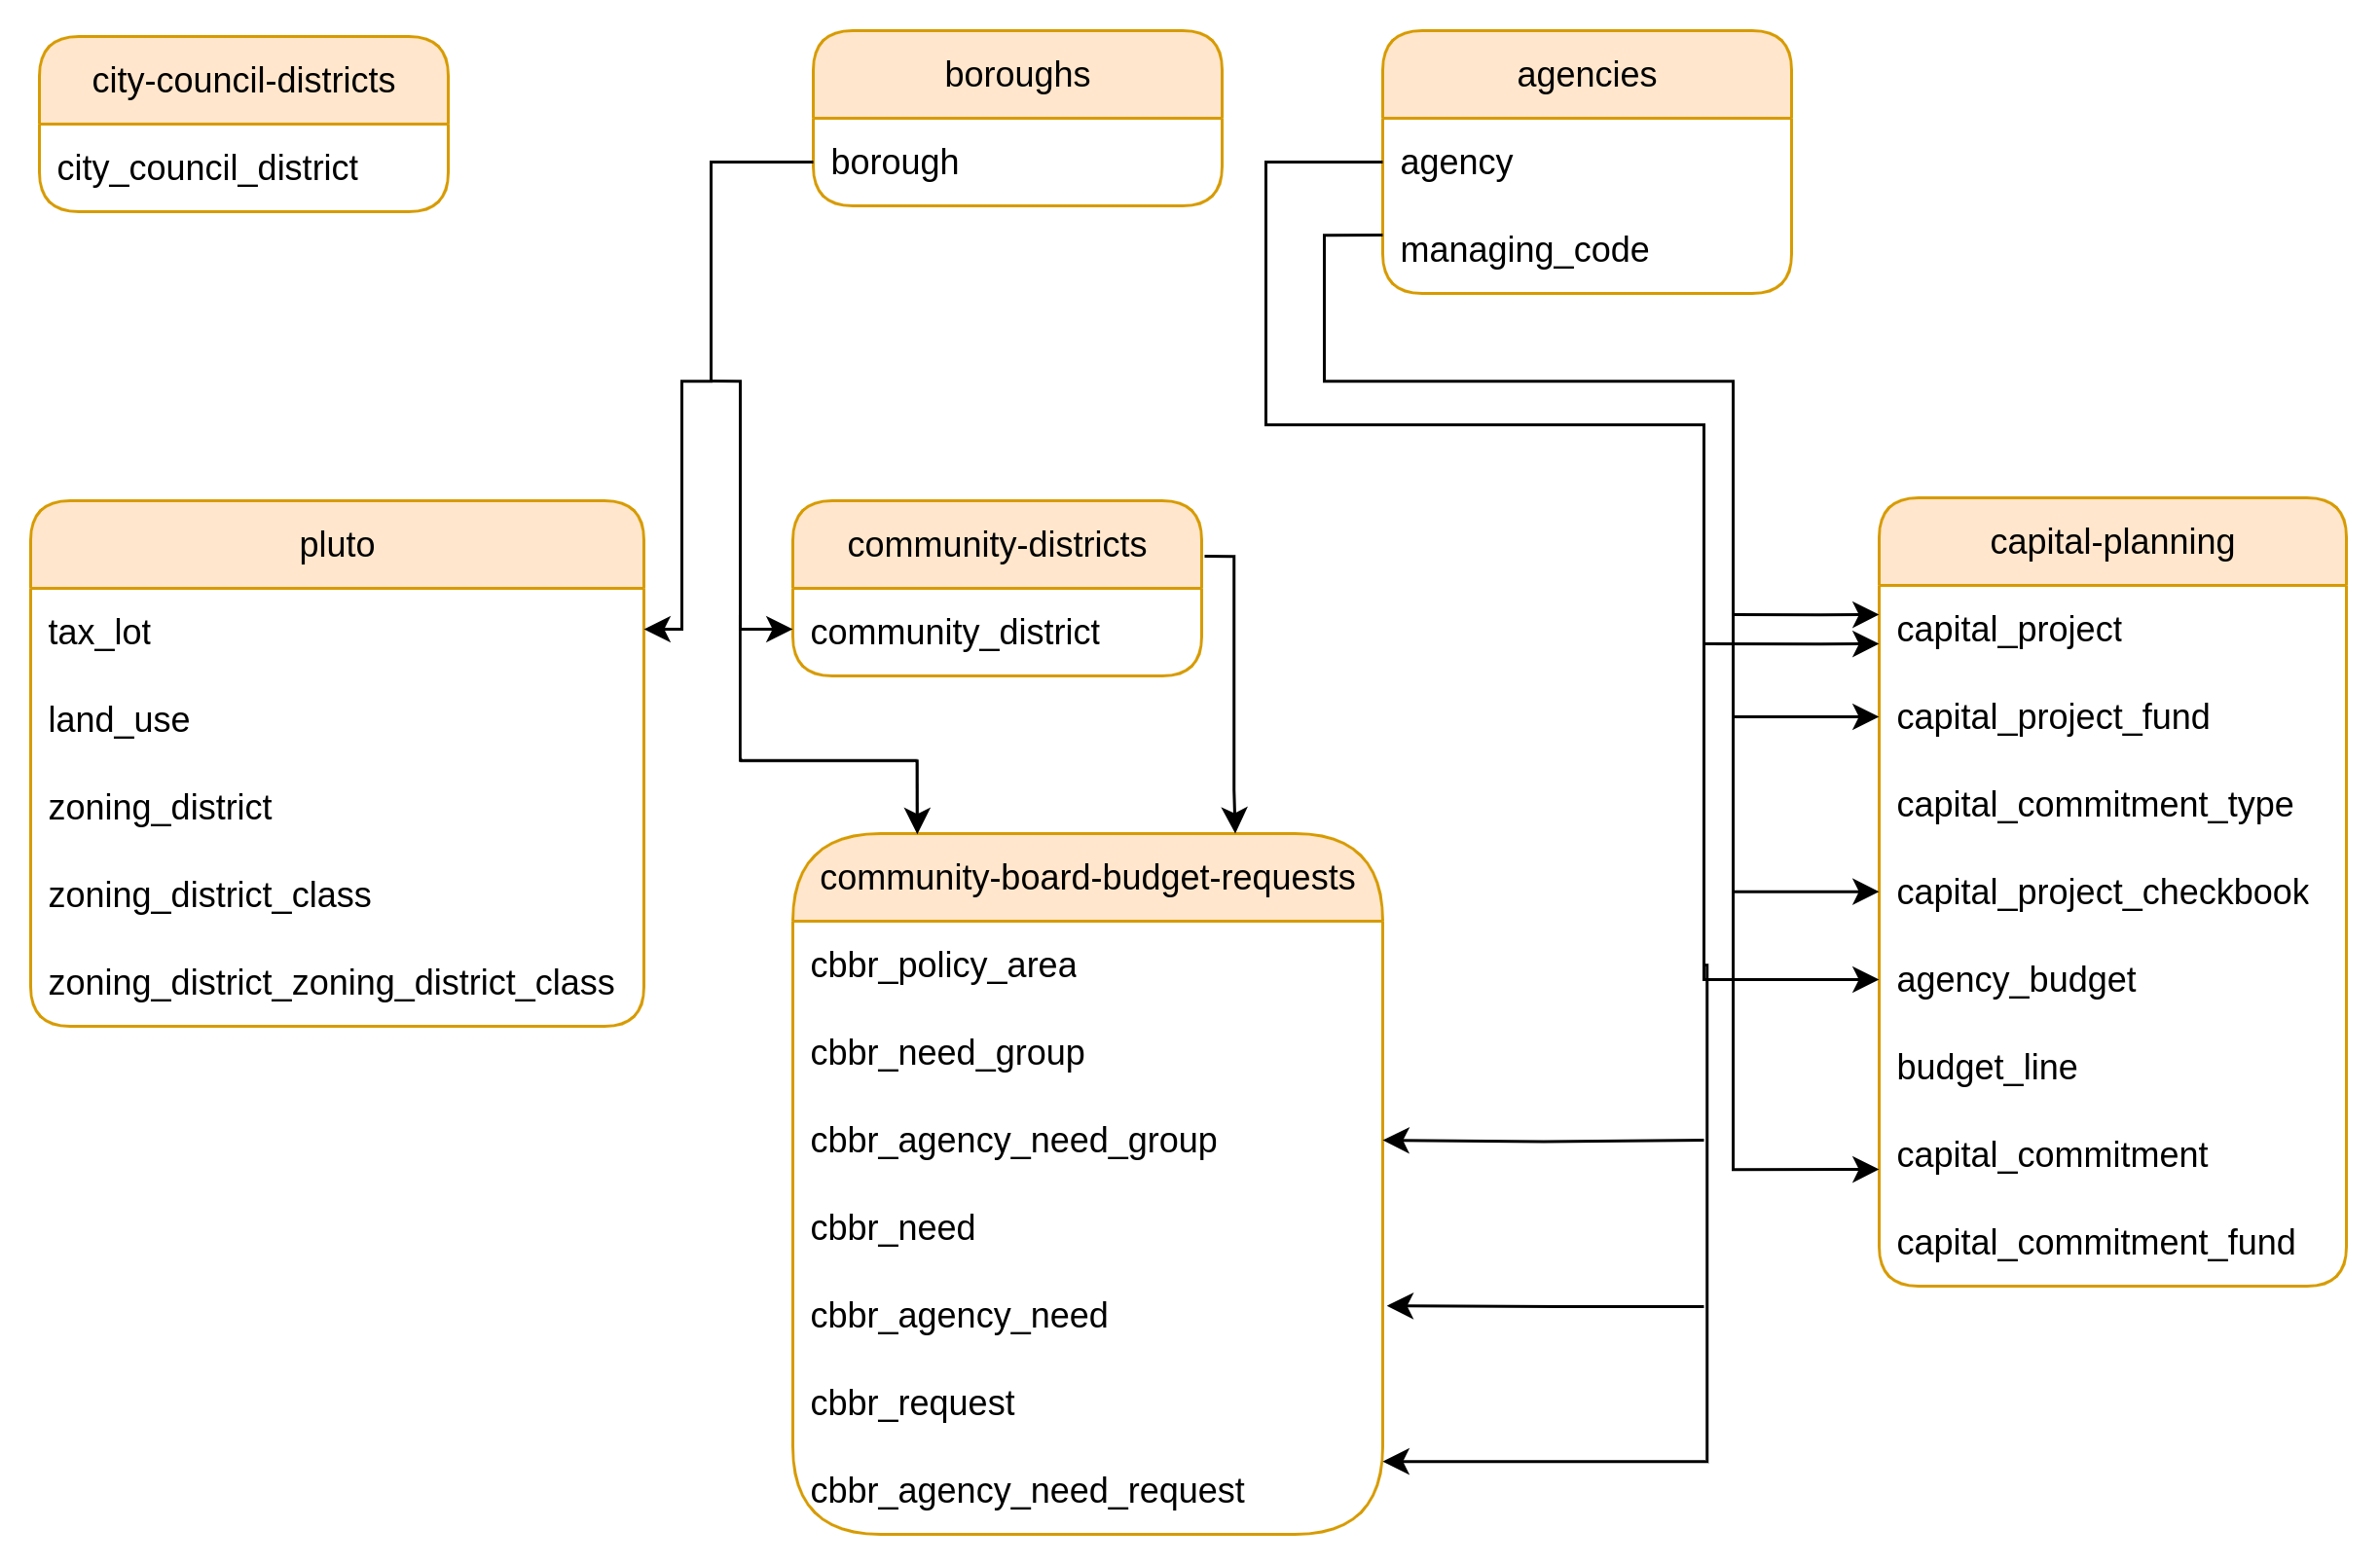 city-council-districts
city_council_district
boroughs
borough
agencies
agency
managing_code
pluto
tax_lot
land_use
zoning_district
zoning_district_class
zoning_district_zoning_district_class
community-districts
community_district
community-board-budget-requests
cbbr_policy_area
cbbr_need_group
cbbr_agency_need_group
cbbr_need
cbbr_agency_need
cbbr_request
cbbr_agency_need_request
capital-planning
capital_project
capital_project_fund
capital_commitment_type
capital_project_checkbook
agency_budget
budget_line
capital_commitment
capital_commitment_fund